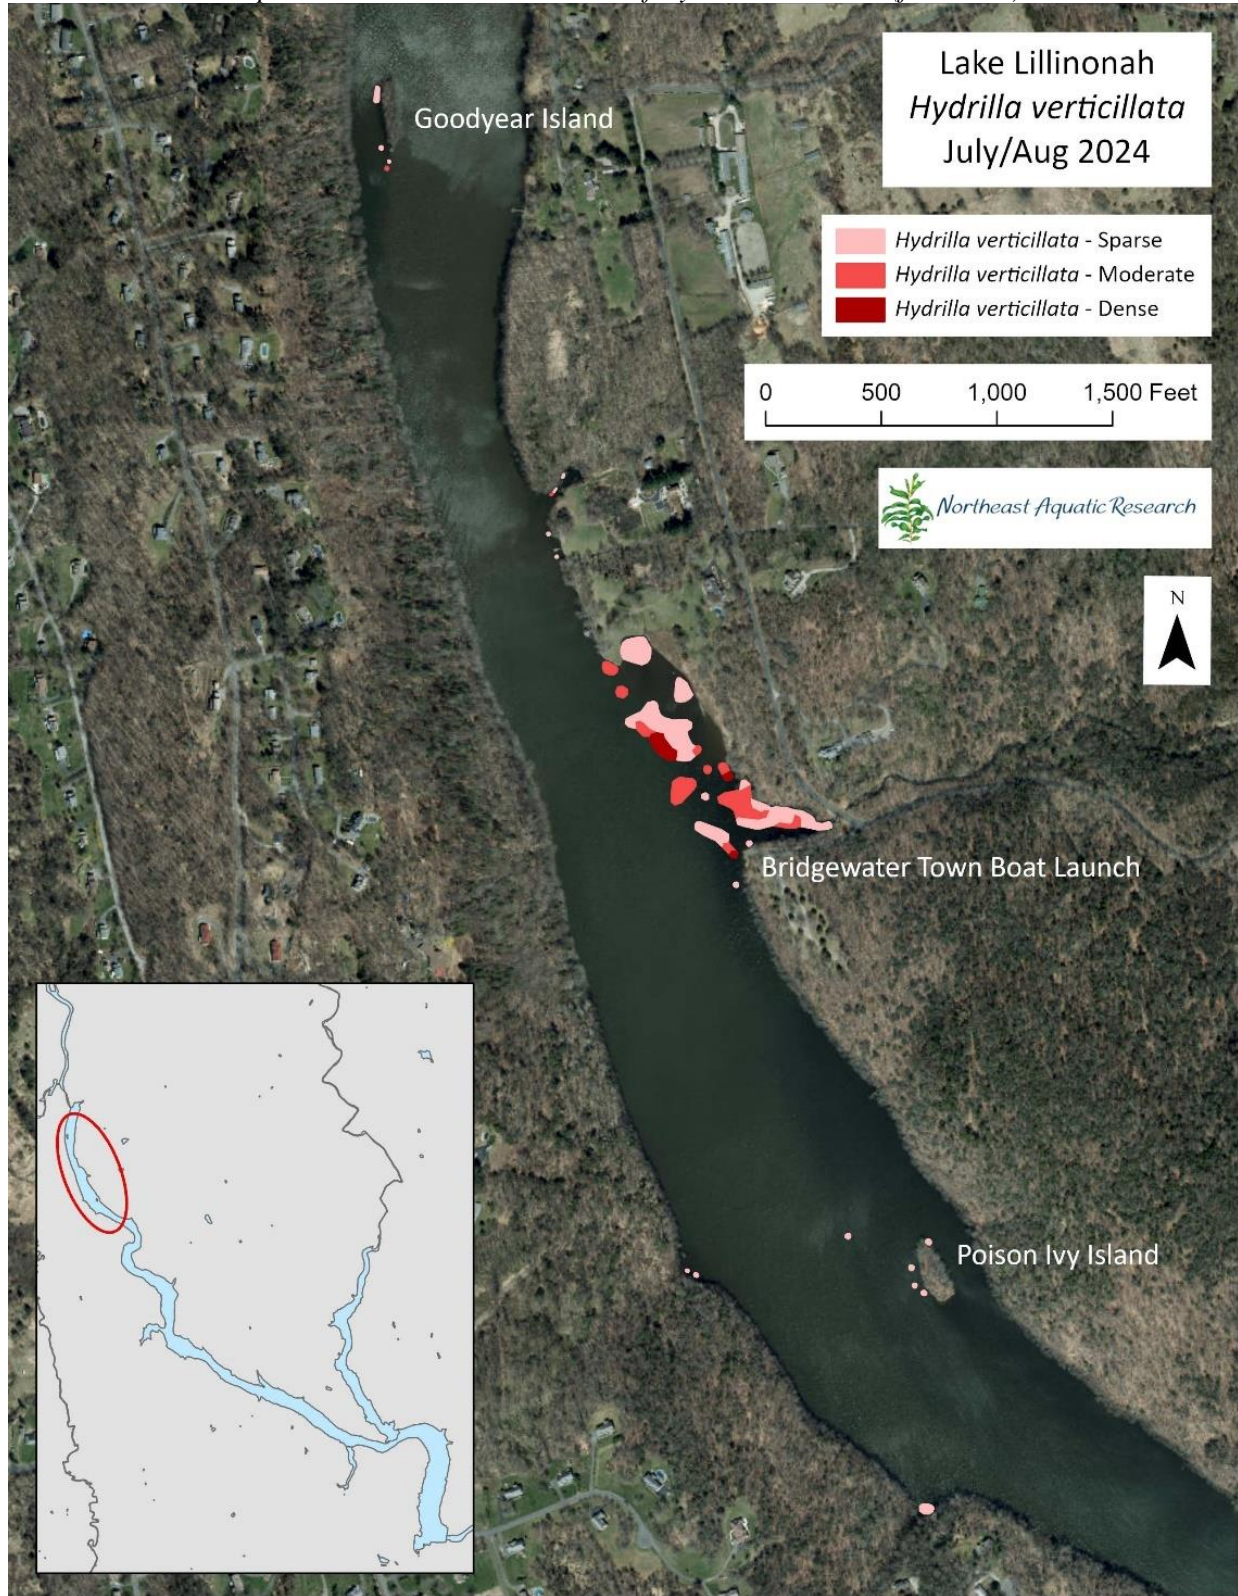 Goodyear Island
Lake Lillinonah
Hydrilla verticillata
July/Aug 2024
Hydrilla verticillata - Sparse
Hydrilla verticillata - Moderate
Hydrilla verticillata - Dense
0 500 1,000 1,500 Feet
Northeast Aquatic Research
N
Bridgewater Town Boat Launch
Poison Ivy Island